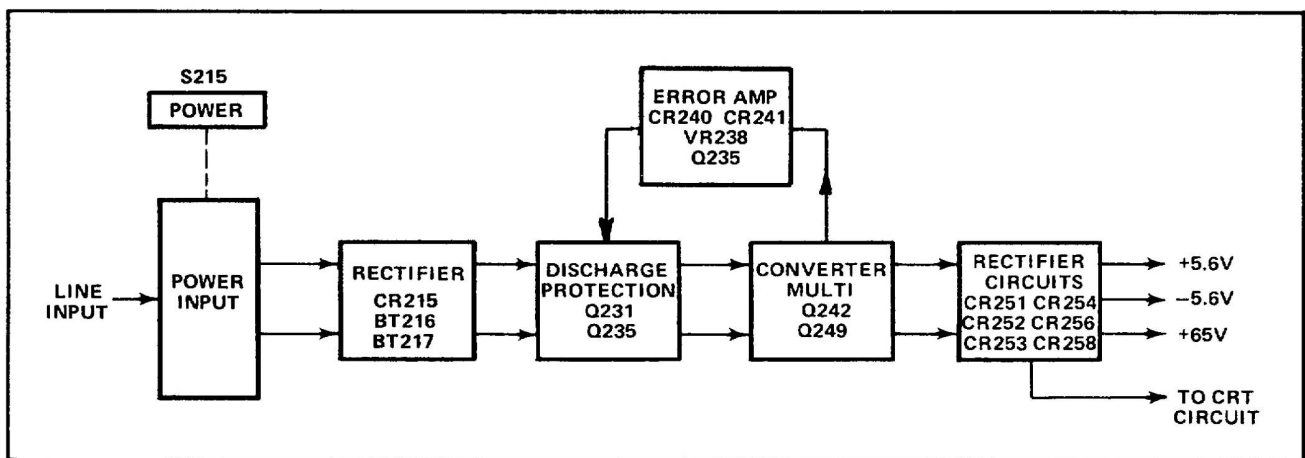 S215
POWER
LINE
INPUT
POWER
INPUT
RECTIFIER
CR215
BT216
BT217
DISCHARGE
PROTECTION
Q231
Q235
ERROR AMP
CR240 CR241
VR238
Q235
CONVERTER
MULTI
Q242
Q249
RECTIFIER
CIRCUITS
CR251 CR254
CR252 CR256
CR253 CR258
+5.6V
−5.6V
+65V
TO CRT
CIRCUIT